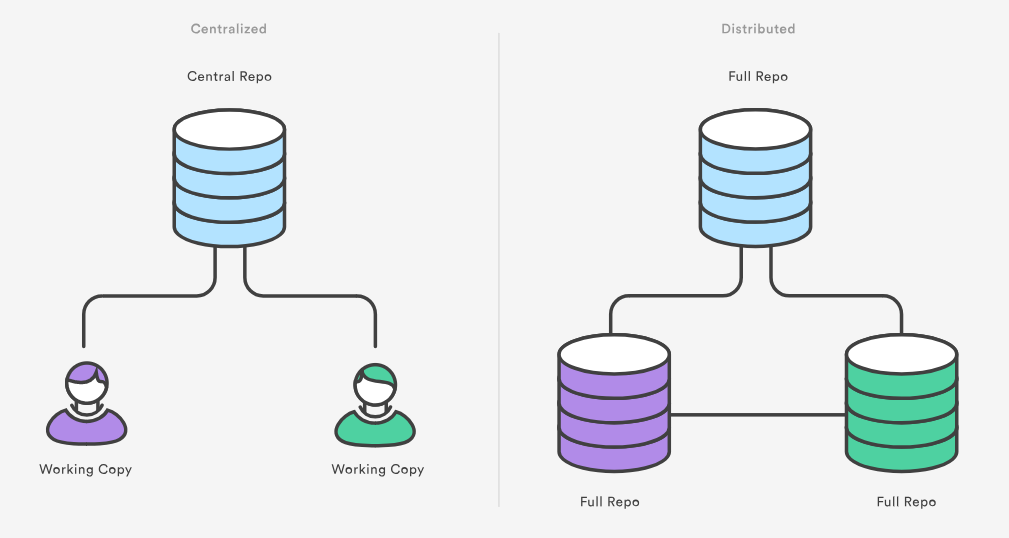 Centralized
Central Repo
Working Copy
Working Copy
Distributed
Full Repo
Full Repo
Full Repo